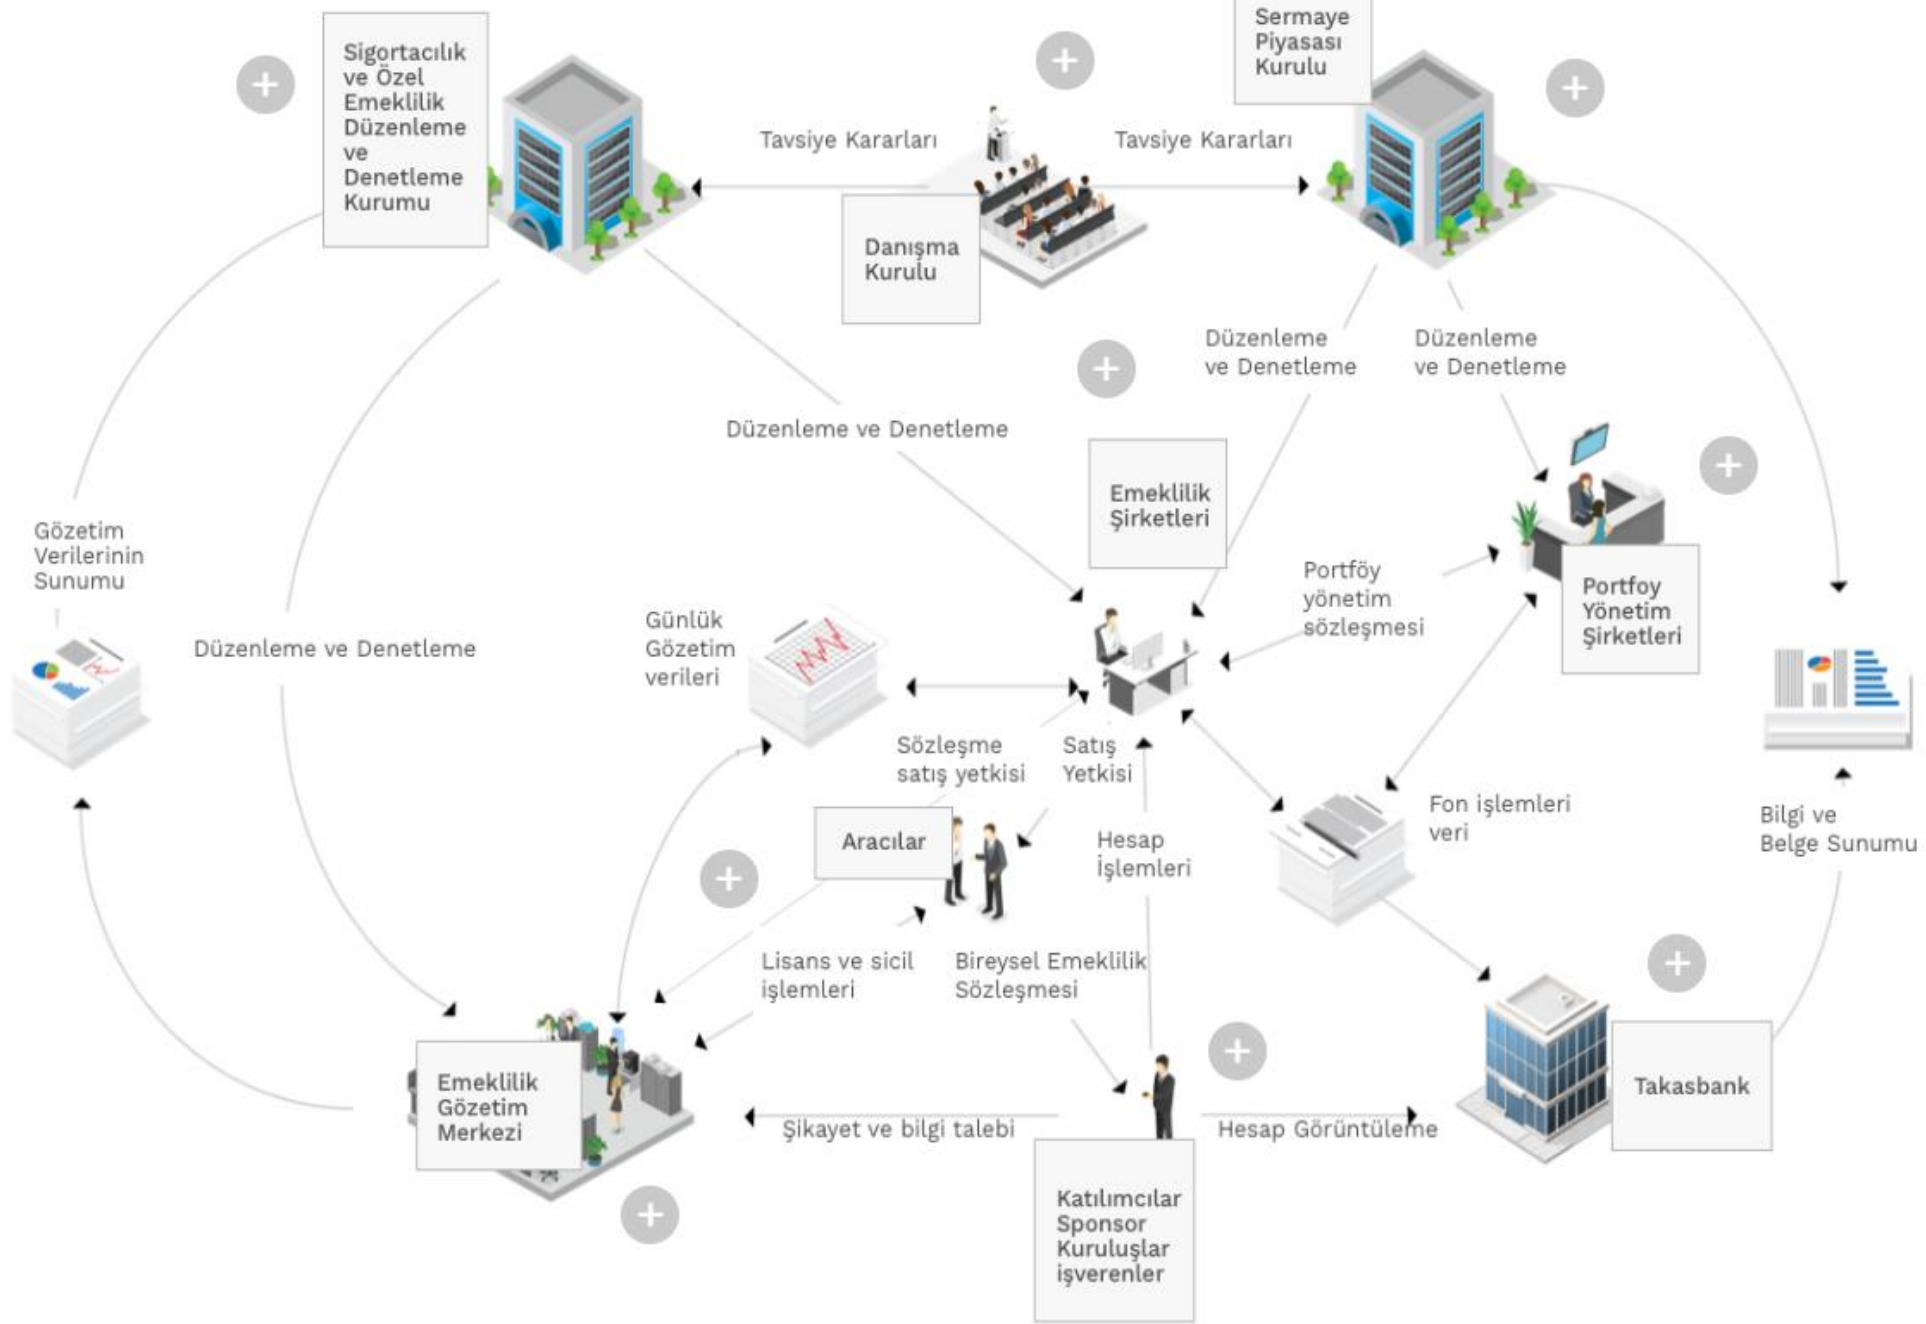 Sigortacılık
ve Özel
Emeklilik
Düzenleme
ve
Denetleme
Kurumu
Tavsiye Kararları
Danışma
Kurulu
Tavsiye Kararları
Sermaye
Piyasası
Kurulu
Düzenleme
ve Denetleme
Düzenleme
ve Denetleme
Düzenleme ve Denetleme
Emeklilik
Şirketleri
Gözetim
Verilerinin
Sunumu
Düzenleme ve Denetleme
Günlük
Gözetim
verileri
Portföy
yönetim
sözleşmesi
Portfoy
Yönetim
Şirketleri
Sözleşme
satış yetkisi
Satış
Yetkisi
Aracılar
Hesap
İşlemleri
Fon işlemleri
veri
Bilgi ve
Belge Sunumu
Lisans ve sicil
işlemleri
Bireysel Emeklilik
Sözleşmesi
Emeklilik
Gözetim
Merkezi
Şikayet ve bilgi talebi
Hesap Görüntüleme
Takasbank
Katılımcılar
Sponsor
Kuruluşlar
işverenler